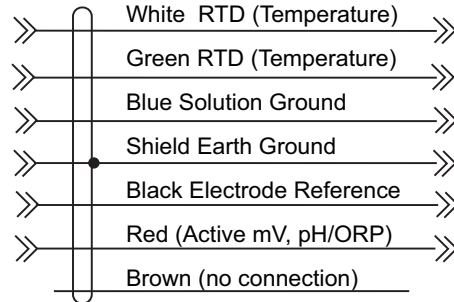 White RTD (Temperature)
Green RTD (Temperature)
Blue Solution Ground
Shield Earth Ground
Black Electrode Reference
Red (Active mV, pH/ORP)
Brown (no connection)